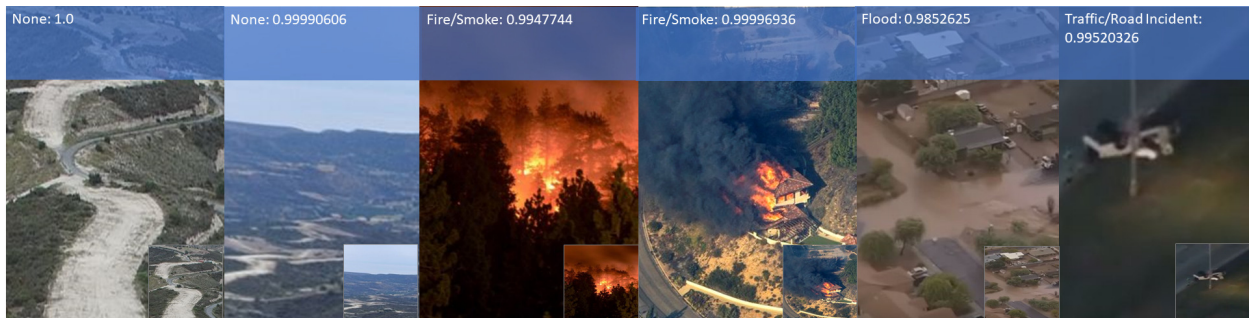 None: 1.0
None: 0.99990606
Fire/Smoke: 0.9947744
Fire/Smoke: 0.99996936
Flood: 0.9852625
Traffic/Road Incident:
0.99520326